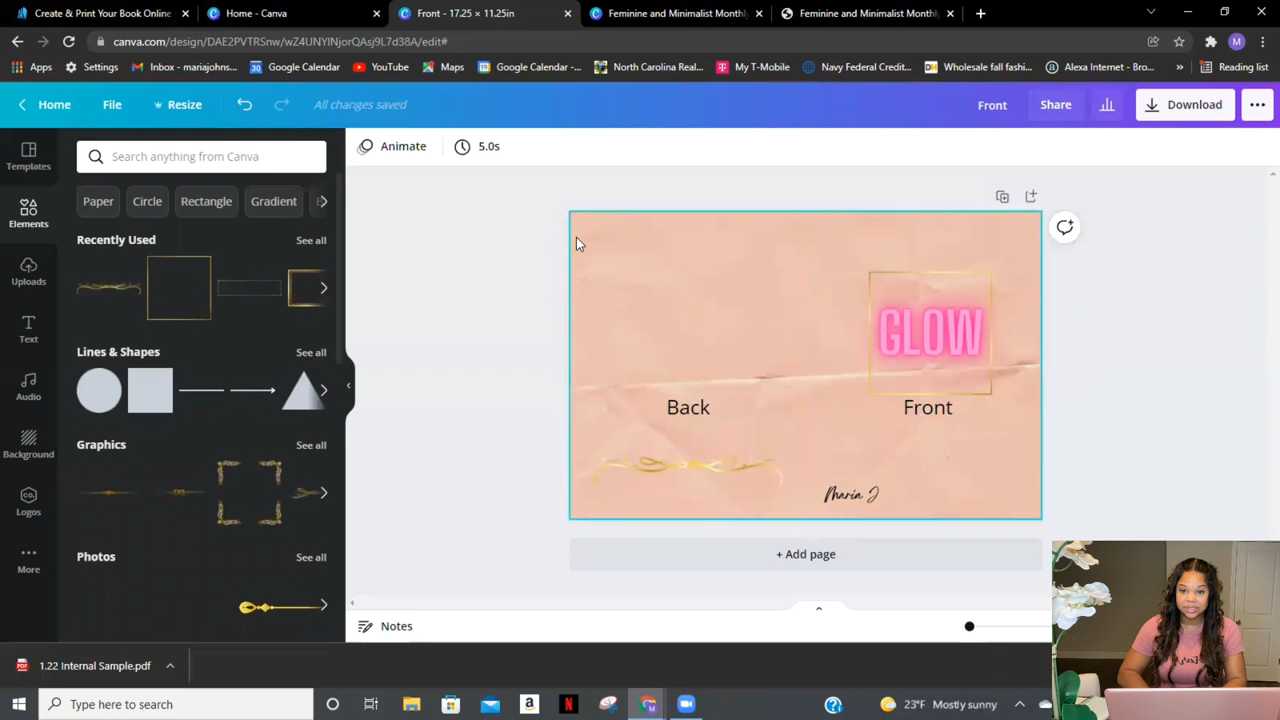 Create & Print Your Book Online
Home - Canva
Front - 17.25 × 11.25in
Feminine and Minimalist Monthl
Feminine and Minimalist Monthl
canva.com/design/DAE2PVTRSnw/wZ4UNYlNjorQAsj9L7d38A/edit#
Apps
Settings
Inbox - mariajohns...
Google Calendar
YouTube
Maps
Google Calendar -...
North Carolina Real...
My T-Mobile
Navy Federal Credit...
Wholesale fall fashi...
Alexa Internet - Bro...
Reading list
Home
File
Resize
All changes saved
Front
Share
Download
Templates
Elements
Uploads
Text
Audio
Background
Logos
More
Search anything from Canva
Paper
Circle
Rectangle
Gradient
Recently Used
See all
Lines & Shapes
See all
Graphics
See all
Photos
See all
Animate
5.0s
GLOW
Back
Front
Maria J
+ Add page
Notes
1.22 Internal Sample.pdf
Type here to search
23°F Mostly sunny